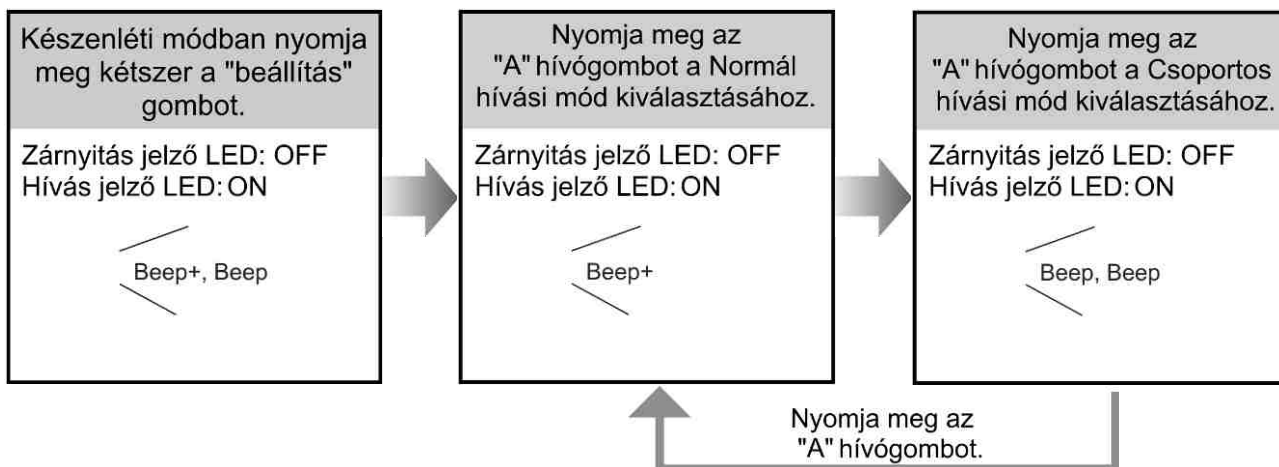 Készenléti módban nyomja
meg kétszer a "beállítás"
gombot.
Zárnyitás jelző LED: OFF
Hívás jelző LED: ON
Beep+, Beep
Nyomja meg az
"A" hívógombot a Normál
hívási mód kiválasztásához.
Zárnyitás jelző LED: OFF
Hívás jelző LED: ON
Beep+
Nyomja meg az
"A" hívógombot a Csoportos
hívási mód kiválasztásához.
Zárnyitás jelző LED: OFF
Hívás jelző LED: ON
Beep, Beep
Nyomja meg az
"A" hívógombot.